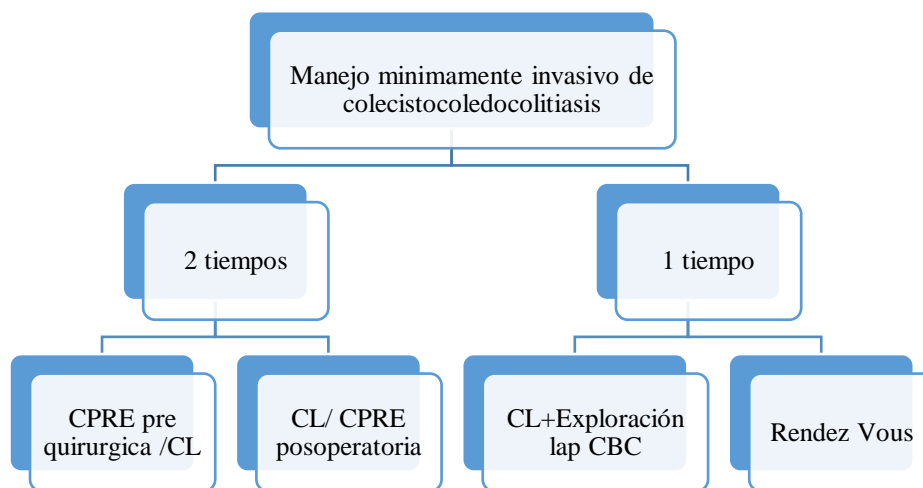 Manejo minimamente invasivo de
colecistocoledocolitiasis
2 tiempos
1 tiempo
CPRE pre
quirurgica /CL
CL/ CPRE
posoperatoria
CL+Exploración
lap CBC
Rendez Vous